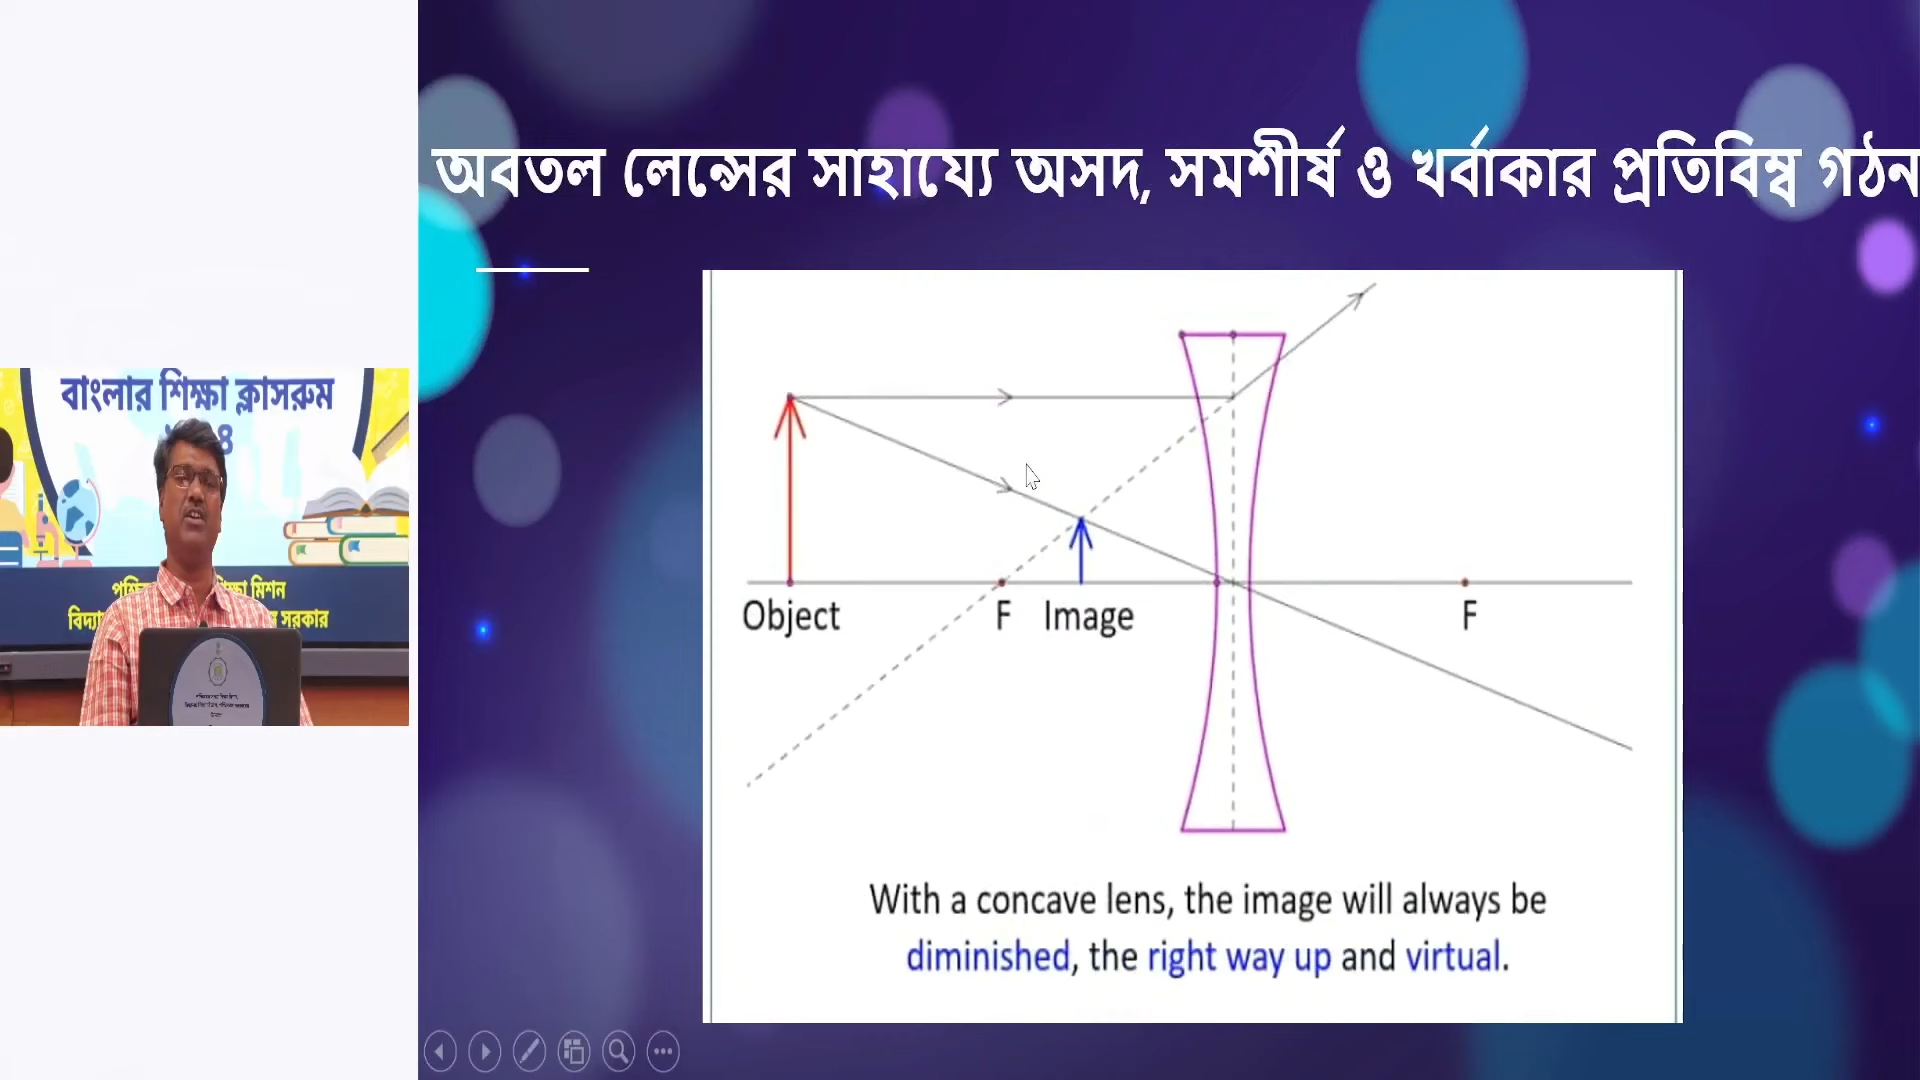 অবতল লেন্সের সাহায্যে অসদ, সমশীর্ষ ও খর্বাকার প্রতিবিম্ব গঠন
বাংলার শিক্ষা ক্লাসরুম
৪
শিক্ষা মিশন
সরকার
Object
F
Image
F
With a concave lens, the image will always be
diminished, the right way up and virtual.